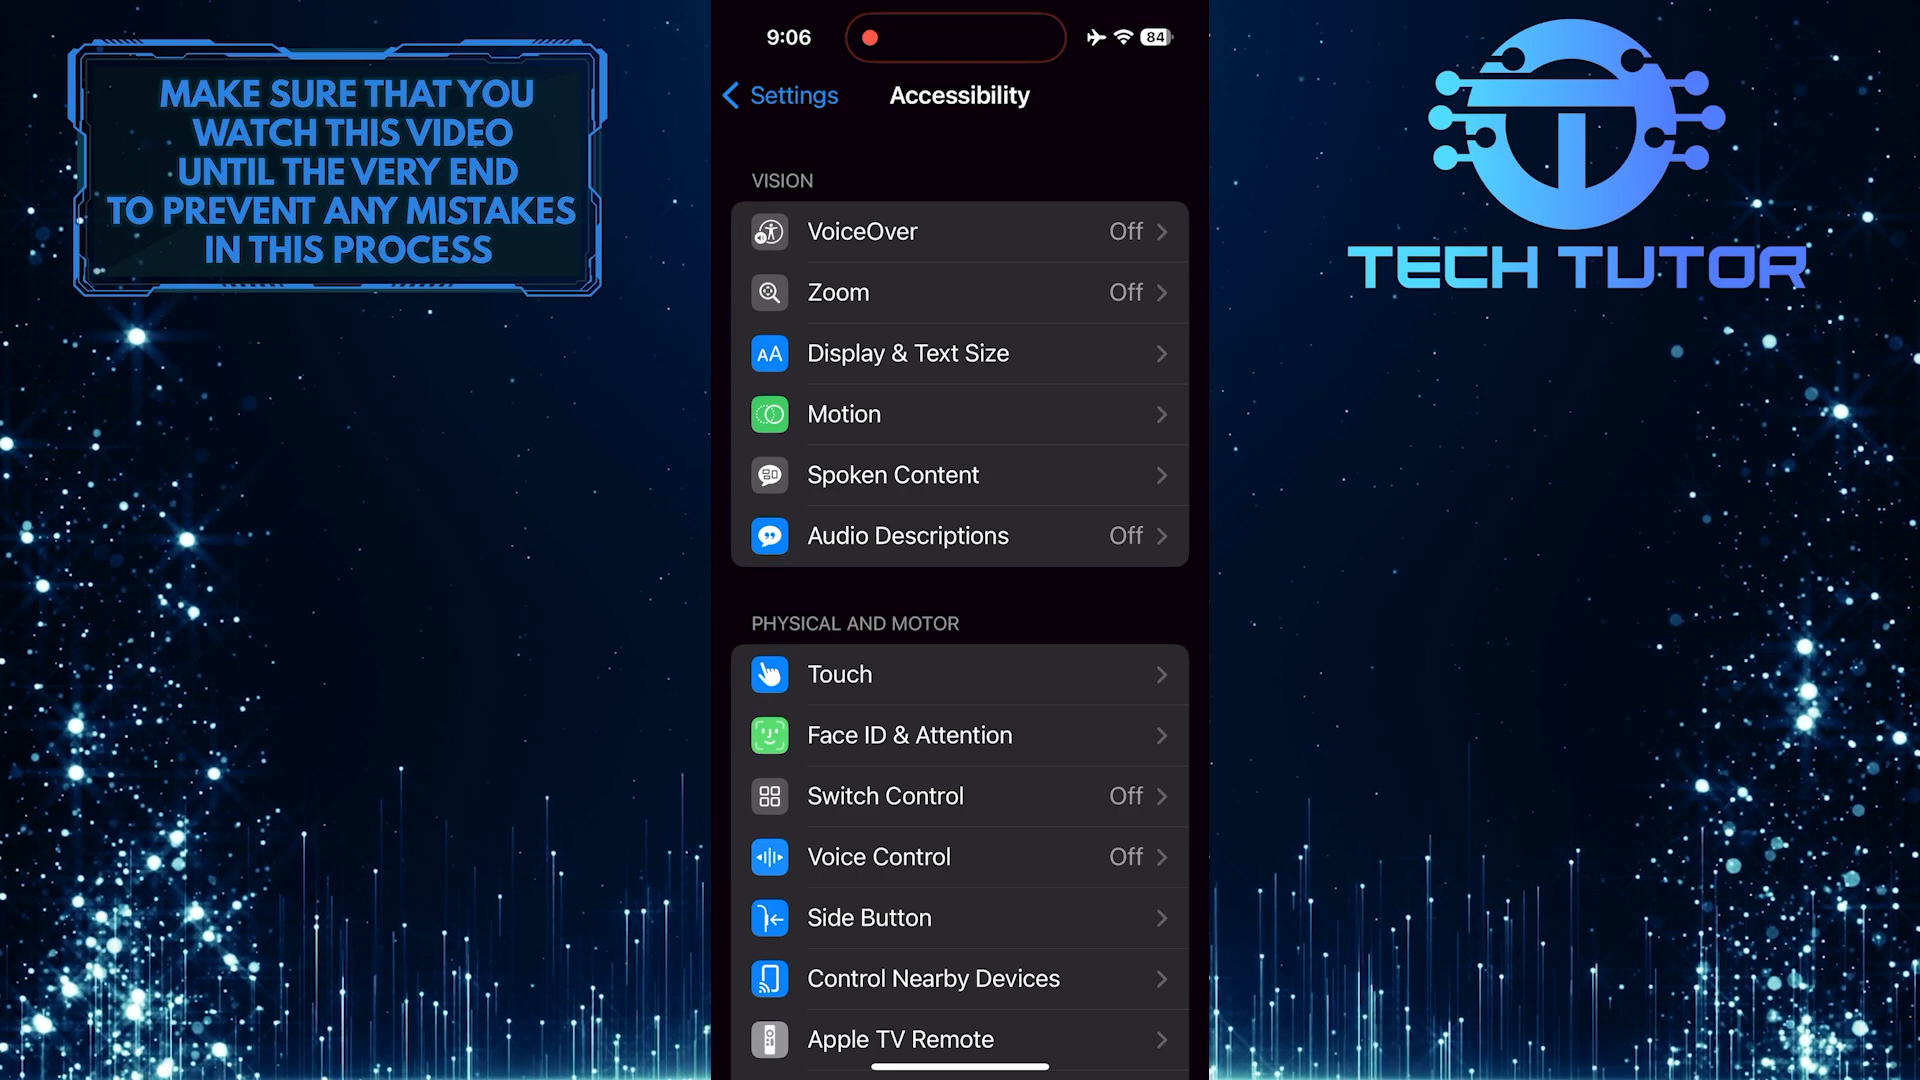 MAKE SURE THAT YOU
WATCH THIS VIDEO
UNTIL THE VERY END
TO PREVENT ANY MISTAKES
IN THIS PROCESS
9:06
84
Settings
Accessibility
VISION
VoiceOver Off
Zoom Off
AA Display & Text Size
Motion
Spoken Content
Audio Descriptions Off
PHYSICAL AND MOTOR
Touch
Face ID & Attention
Switch Control Off
Voice Control Off
Side Button
Control Nearby Devices
Apple TV Remote
TECH TUTOR